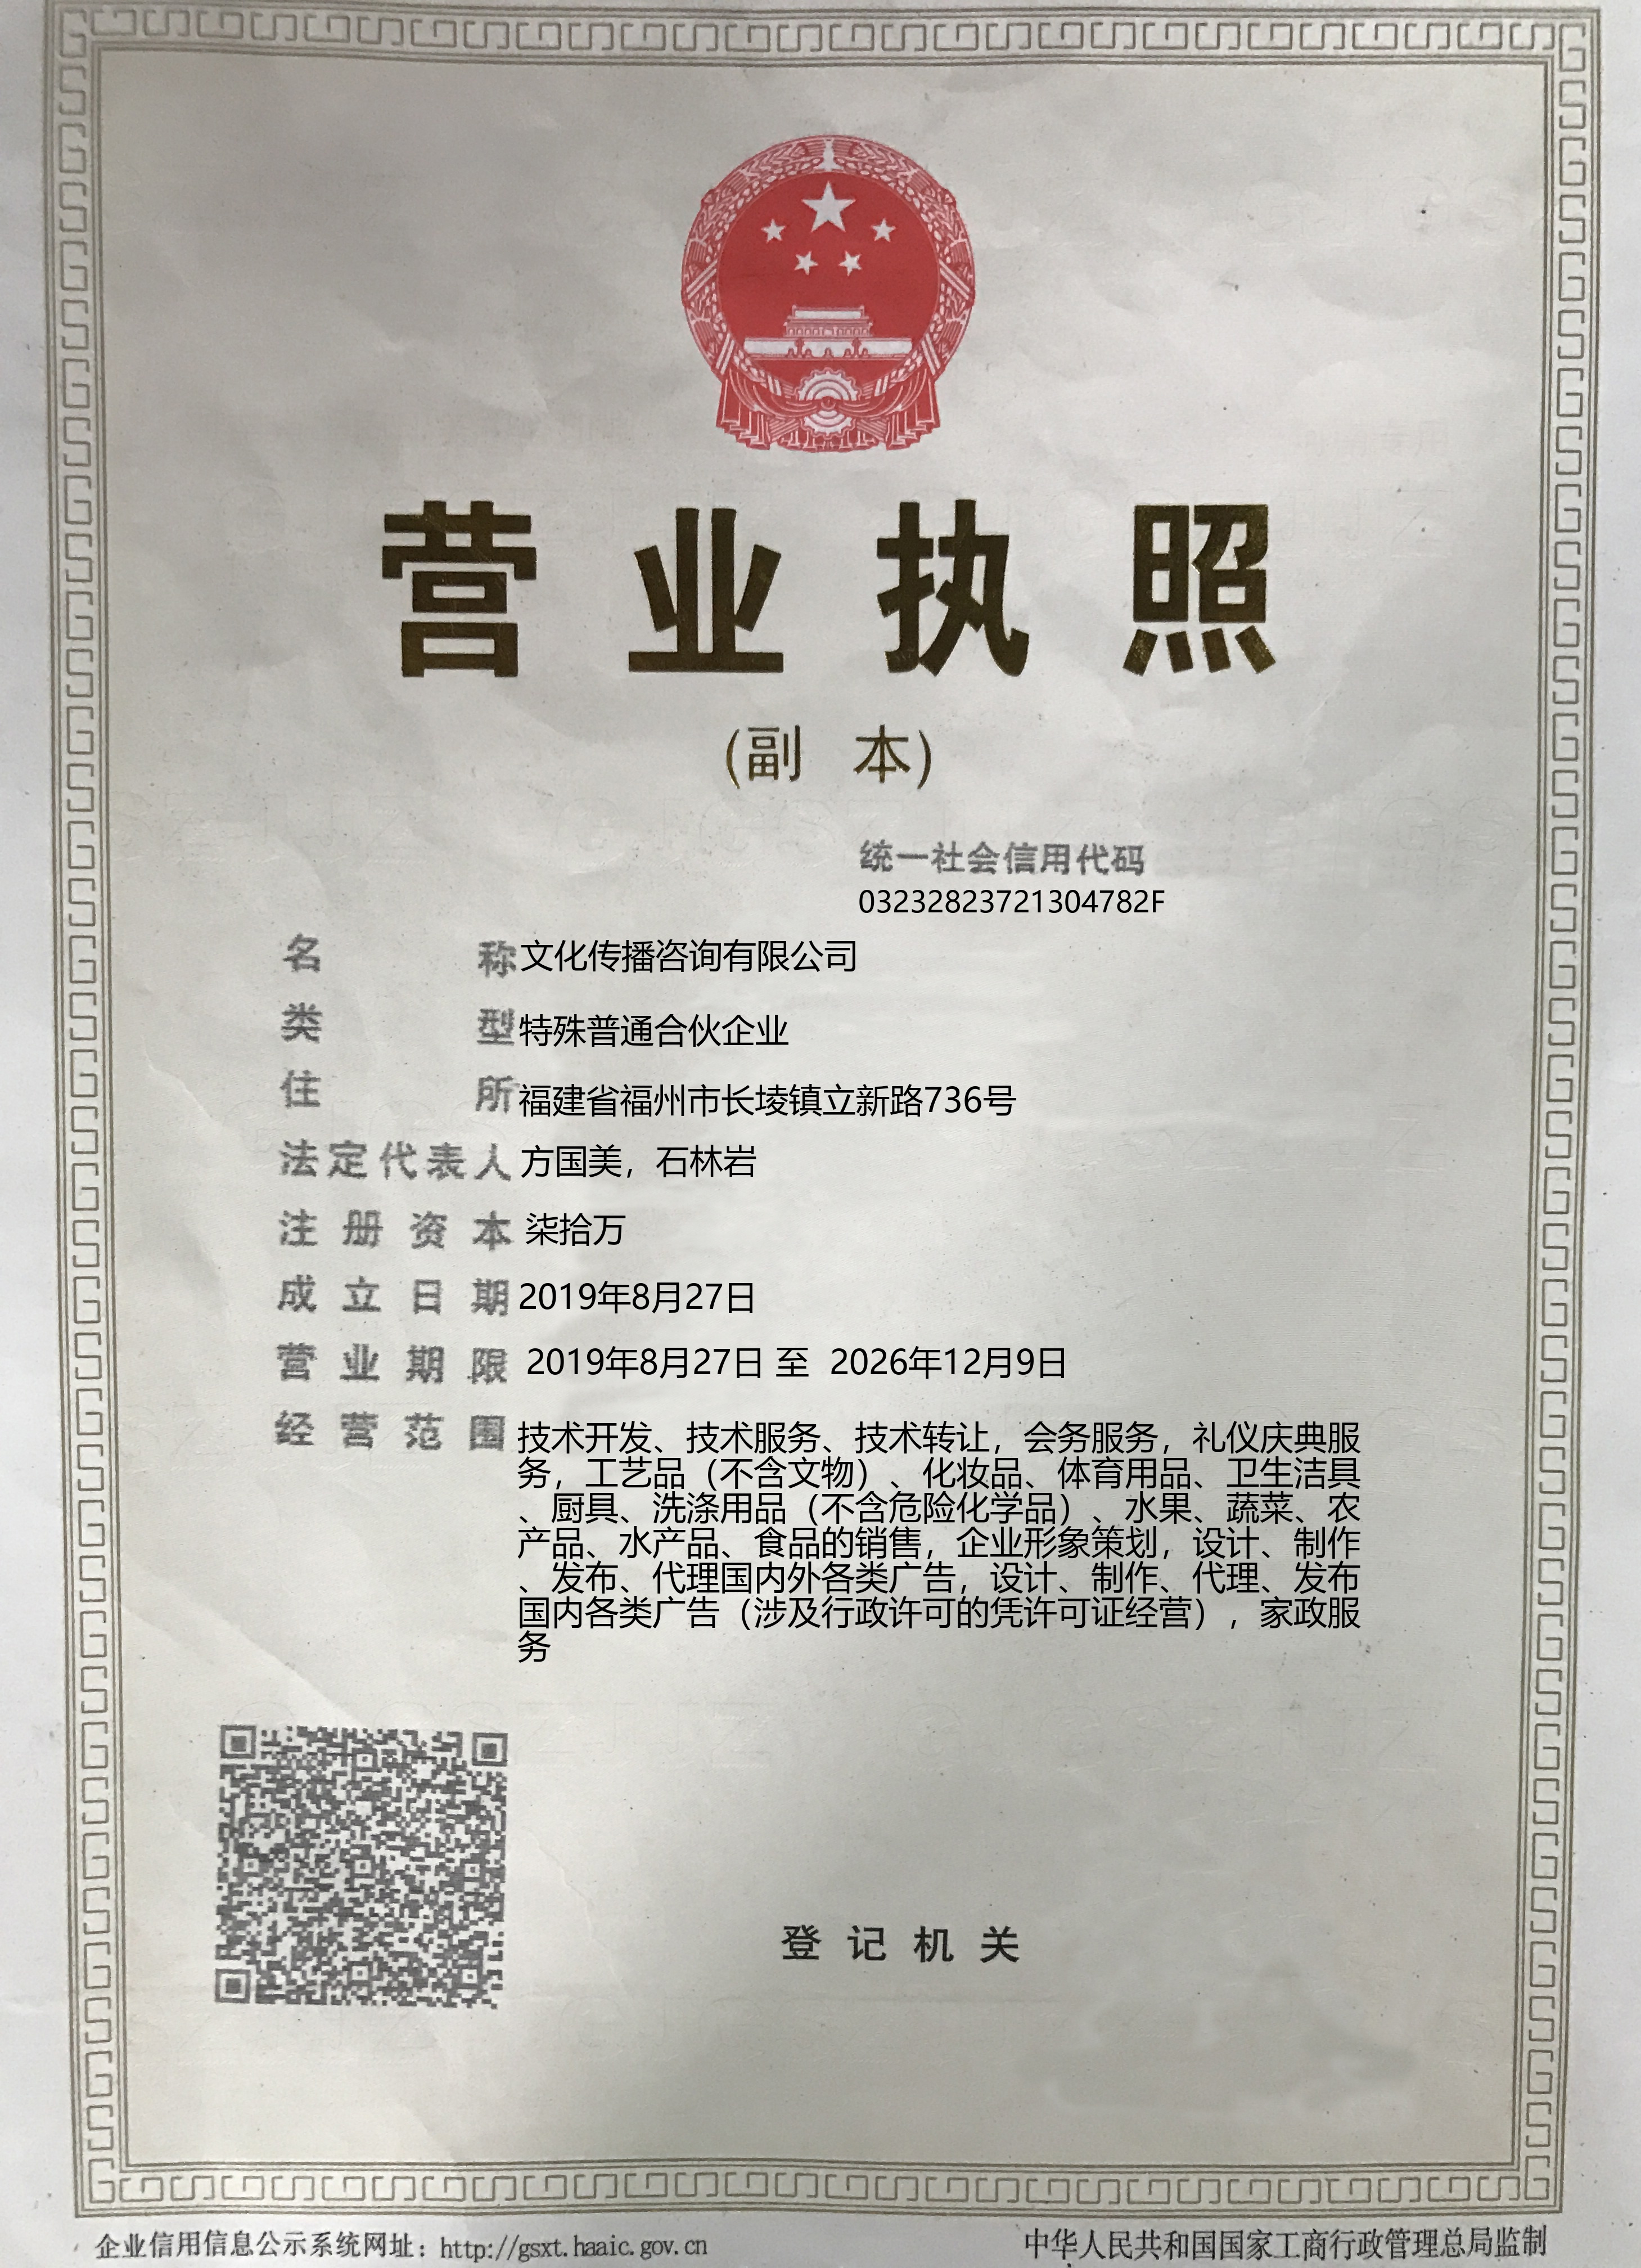 营业执照
(副 本)
统一社会信用代码
03232823721304782F
名 称 文化传播咨询有限公司
类 型 特殊普通合伙企业
住 所 福建省福州市长堎镇立新路736号
法定代表人 方国美，石林岩
注册资本 柒拾万
成立日期 2019年8月27日
营业期限 2019年8月27日 至 2026年12月9日
经营范围 技术开发、技术服务、技术转让，会务服务，礼仪庆典服
务，工艺品（不含文物）、化妆品、体育用品、卫生洁具
、厨具、洗涤用品（不含危险化学品）、水果、蔬菜、农
产品、水产品、食品的销售，企业形象策划，设计、制作
、发布、代理国内外各类广告，设计、制作、代理、发布
国内各类广告（涉及行政许可的凭许可证经营），家政服
务
登记机关
企业信用信息公示系统网址：http://gsxt.haaic.gov.cn
中华人民共和国国家工商行政管理总局监制